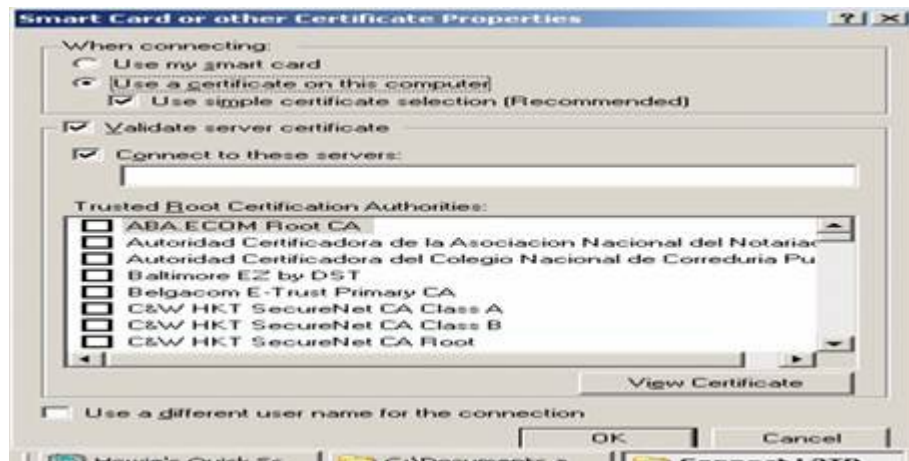 Smart Card or other Certificate Properties
When connecting:
Use my smart card
Use a certificate on this computer
Use simple certificate selection (Recommended)
Validate server certificate
Connect to these servers:
Trusted Root Certification Authorities:
ABA.ECOM Root CA
Autoridad Certificadora de la Asociacion Nacional del Notariac
Autoridad Certificadora del Colegio Nacional de Correduria Pu
Baltimore EZ by DST
Belgacom E-Trust Primary CA
C&W HKT SecureNet CA Class A
C&W HKT SecureNet CA Class B
C&W HKT SecureNet CA Root
View Certificate
Use a different user name for the connection
OK
Cancel